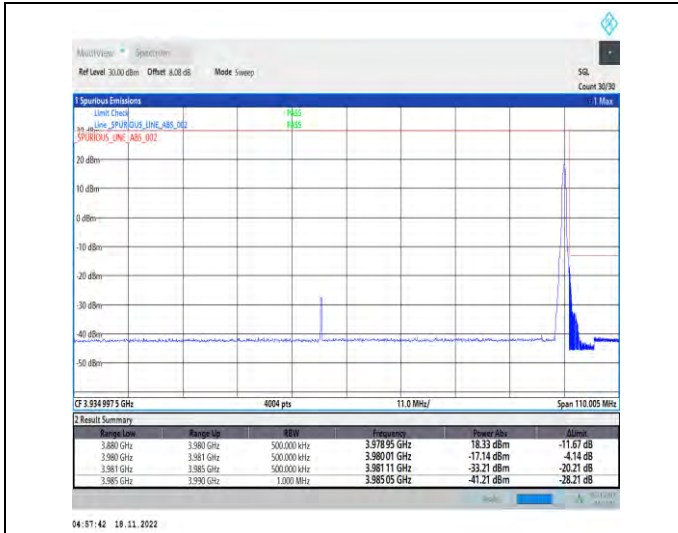 MultiView Spectrum
Ref Level 30.00 dBm Offset 8.08 dB Mode Sweep SGL
Count 30/30
1 Spurious Emissions 1 Max
Limit Check PASS
Line _SPURIOUS_LINE_ABS_002 PASS
_SPURIOUS_LINE_ABS_002
20 dBm
10 dBm
0 dBm
-10 dBm
-20 dBm
-30 dBm
-40 dBm
-50 dBm
CF 3.934 997 5 GHz 4004 pts 11.0 MHz/ Span 110.005 MHz
2 Result Summary
Range Low Range Up RBW Frequency Power Abs ΔLimit
3.880 GHz 3.980 GHz 500.000 kHz 3.978 95 GHz 18.33 dBm -11.67 dB
3.980 GHz 3.981 GHz 500.000 kHz 3.980 01 GHz -17.14 dBm -4.14 dB
3.981 GHz 3.985 GHz 500.000 kHz 3.981 11 GHz -33.21 dBm -20.21 dB
3.985 GHz 3.990 GHz 1.000 MHz 3.985 05 GHz -41.21 dBm -28.21 dB
04:57:42 18.11.2022